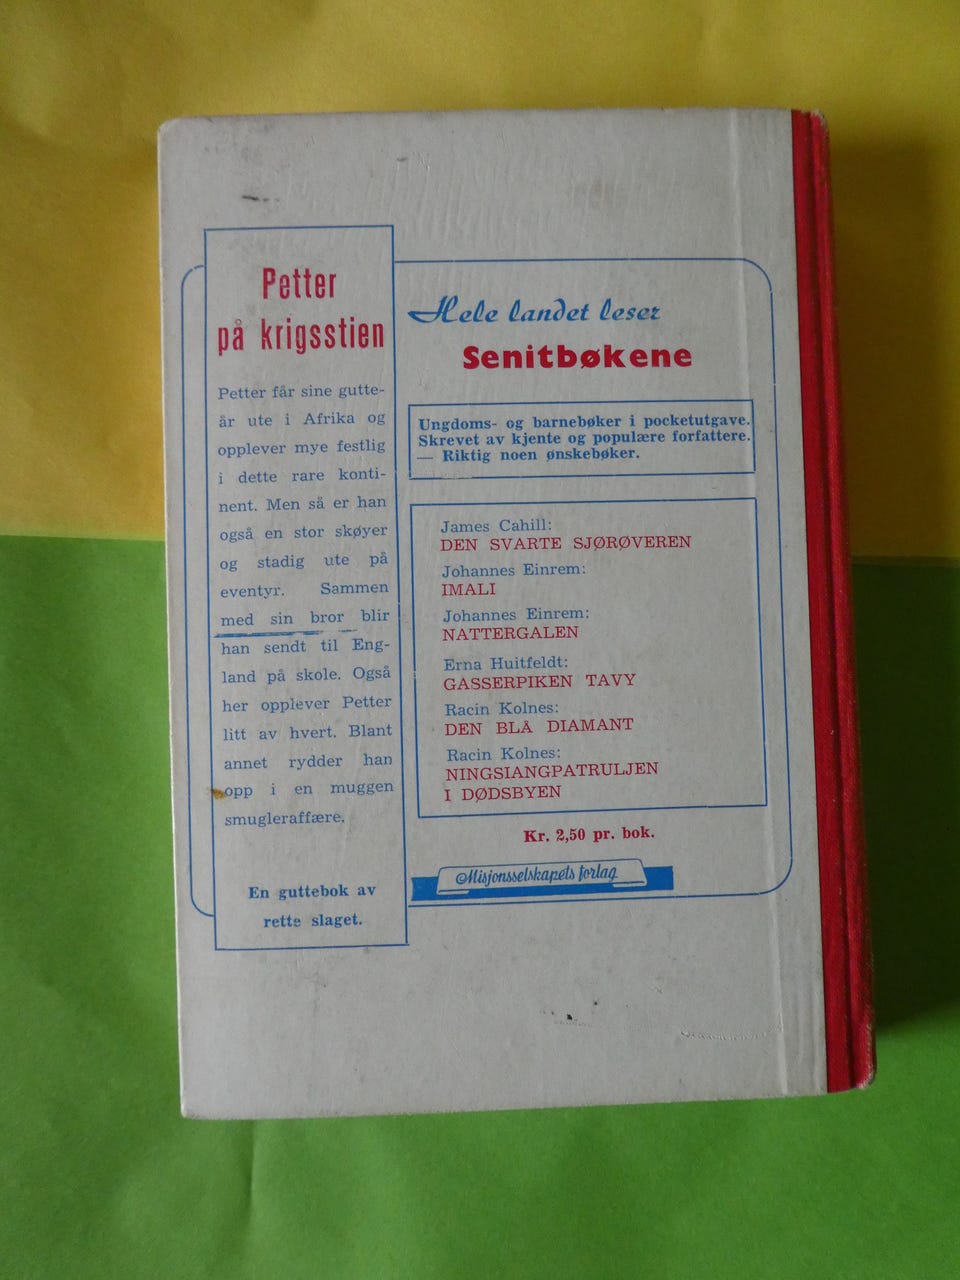 Petter
på krigsstien
Petter får sine gutte-
år ute i Afrika og
opplever mye festlig
i dette rare konti-
nent. Men så er han
også en stor skøyer
og stadig ute på
eventyr. Sammen
med sin bror blir
han sendt til Eng-
land på skole. Også
her opplever Petter
litt av hvert. Blant
annet rydder han
opp i en muggen
smugleraffære.
En guttebok av
rette slaget.
Hele landet leser
Senitbøkene
Ungdoms- og barnebøker i pocketutgave.
Skrevet av kjente og populære forfattere.
— Riktig noen ønskebøker.
James Cahill:
DEN SVARTE SJØRØVEREN
Johannes Einrem:
IMALI
Johannes Einrem:
NATTERGALEN
Erna Huitfeldt:
GASSERPIKEN TAVY
Racin Kolnes:
DEN BLÅ DIAMANT
Racin Kolnes:
NINGSIANGPATRULJEN
I DØDSBYEN
Kr. 2,50 pr. bok.
Misjonsselskapets forlag